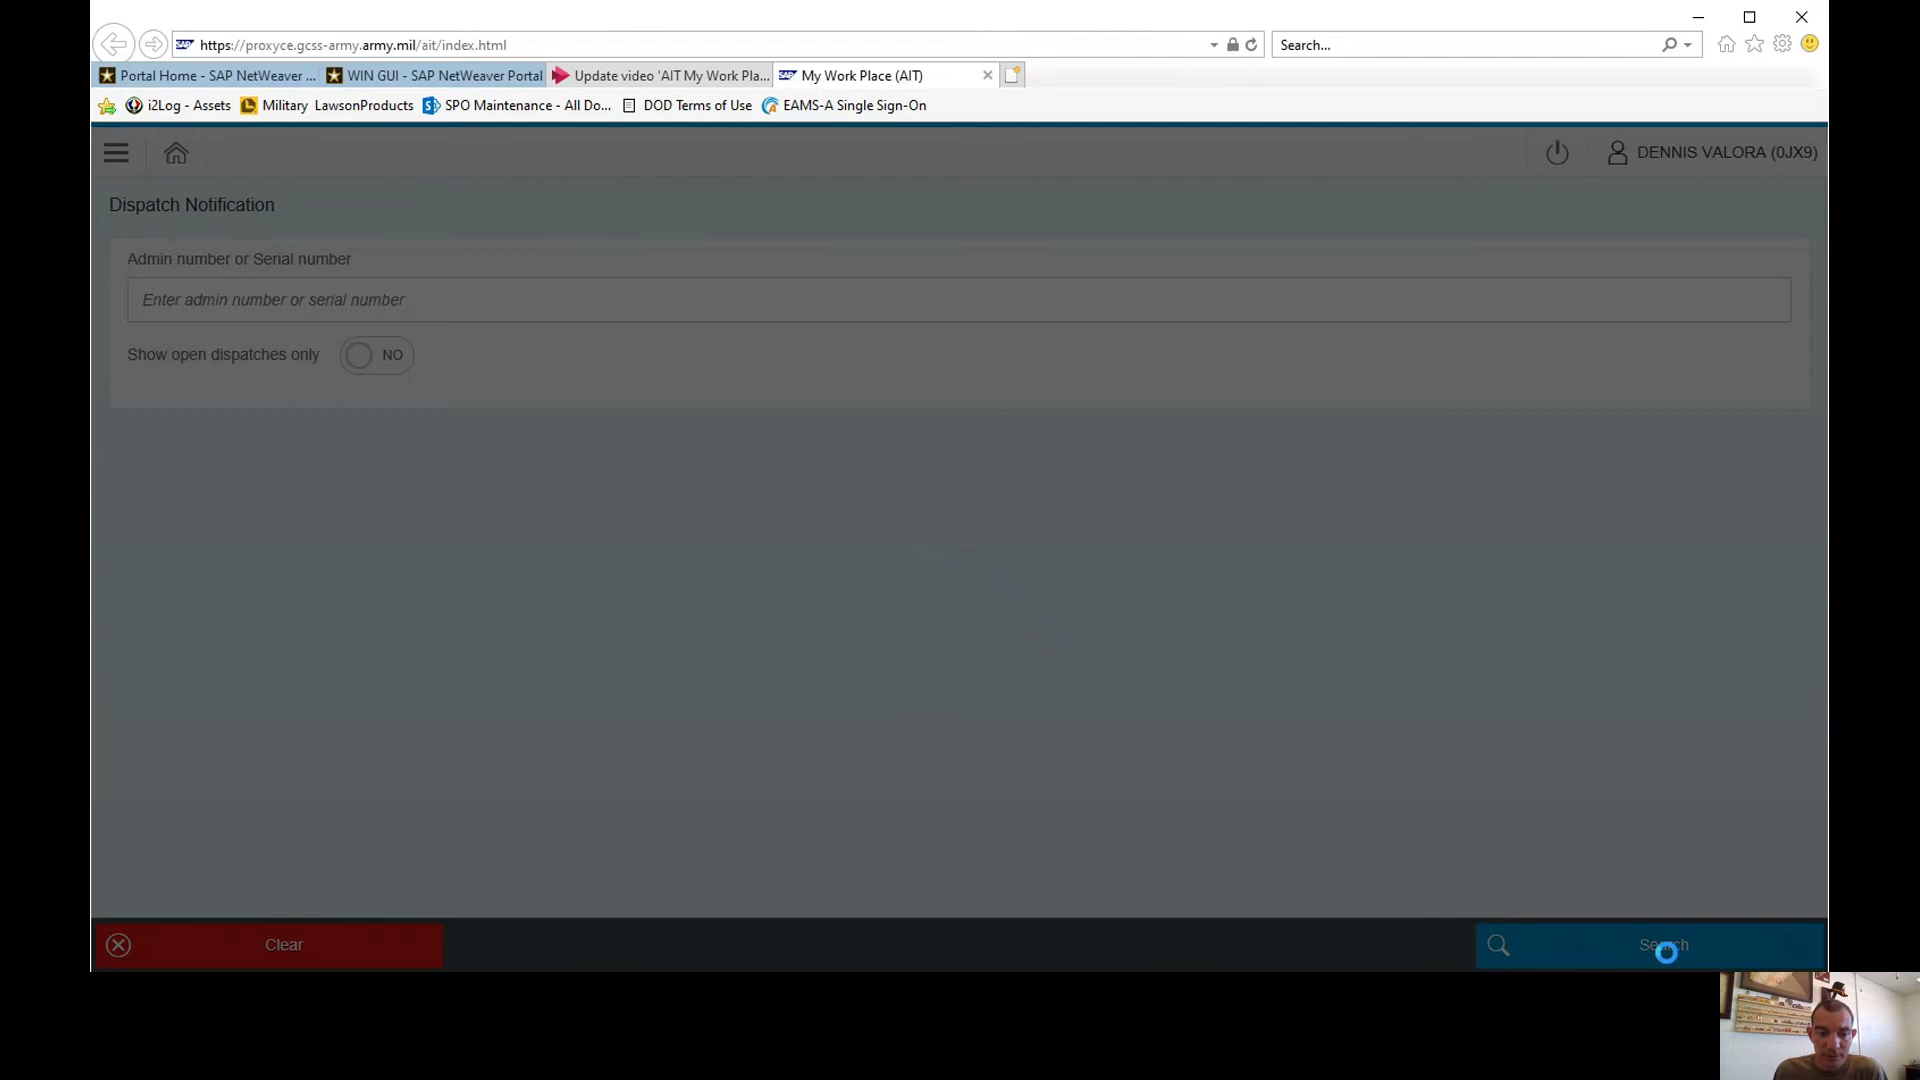 https://proxyce.gcss-army.army.mil/ait/index.html
Search...
Portal Home - SAP NetWeaver ...
WIN GUI - SAP NetWeaver Portal
Update video 'AIT My Work Pla...
SAP My Work Place (AIT)
i2Log - Assets
Military LawsonProducts
SPO Maintenance - All Do...
DOD Terms of Use
EAMS-A Single Sign-On
DENNIS VALORA (0JX9)
Dispatch Notification
Admin number or Serial number
Enter admin number or serial number
Show open dispatches only
NO
Clear
Search